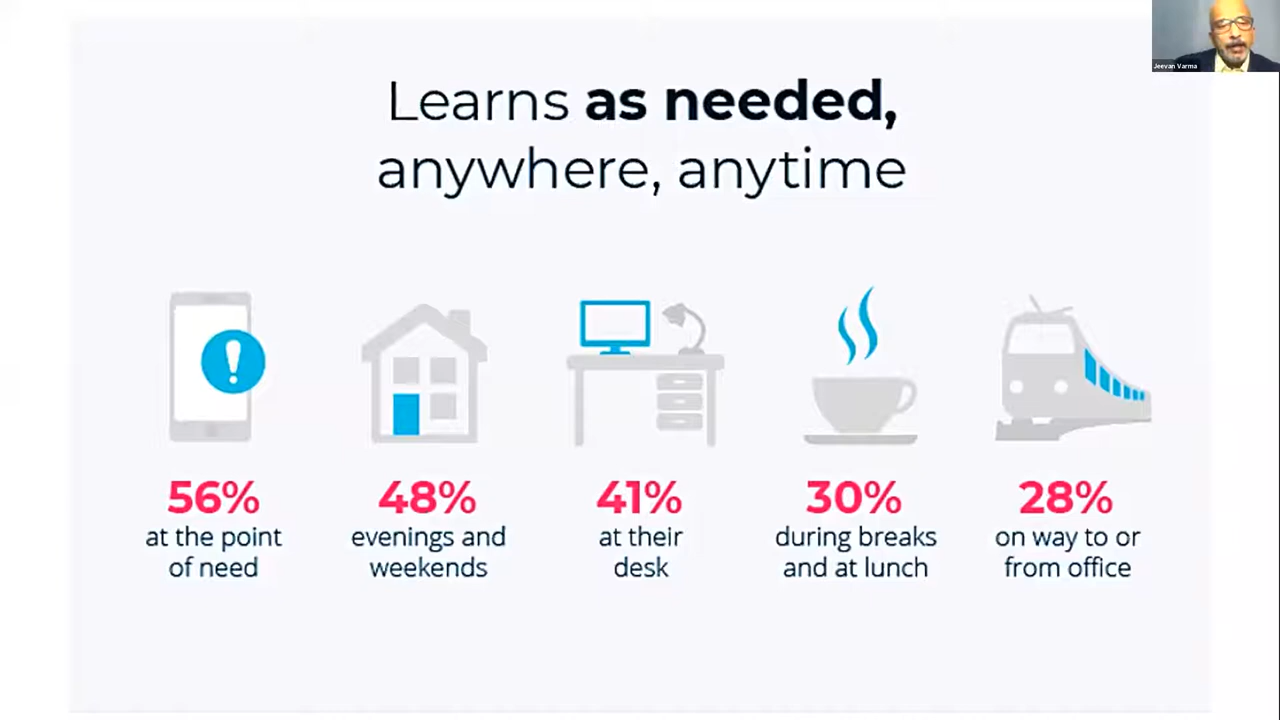 Jeevan Varma
Learns as needed,
anywhere, anytime
56%
at the point
of need
48%
evenings and
weekends
41%
at their
desk
30%
during breaks
and at lunch
28%
on way to or
from office